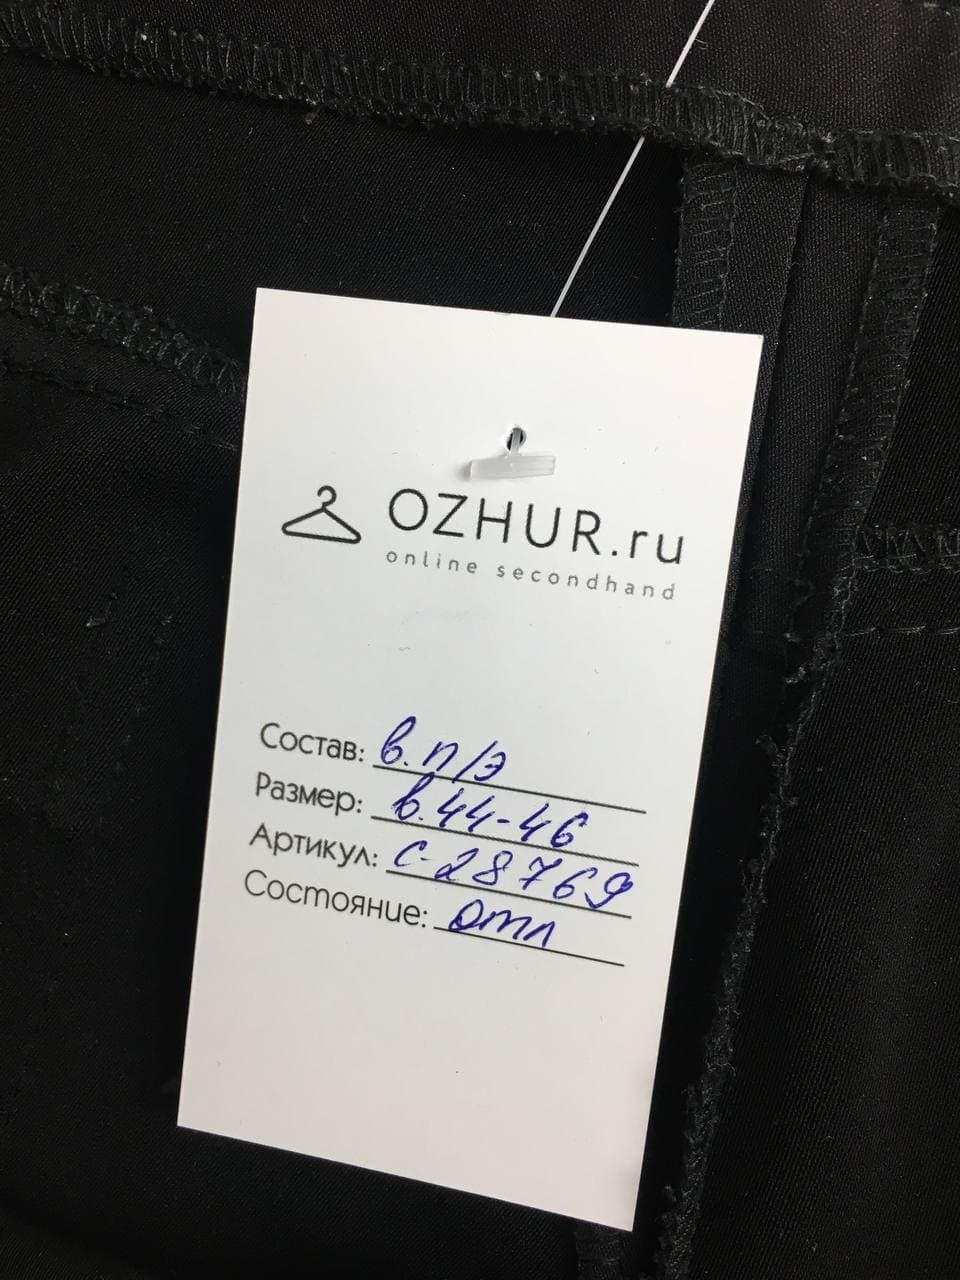 OZHUR.ru
online secondhand
Состав: в. п/э
Размер: в. 44-46
Артикул: с-28769
Состояние: отл